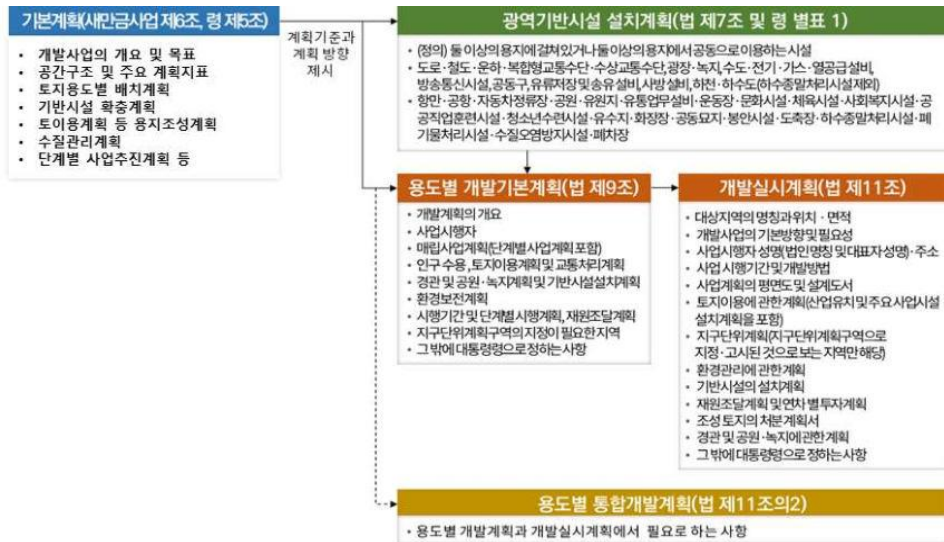 기본계획(새만금사업 제6조, 령 제5조)
• 개발사업의 개요 및 목표
• 공간구조 및 주요 계획지표
• 토지용도별 배치계획
• 기반시설 확충계획
• 토이용계획 등 용지조성계획
• 수질관리계획
• 단계별 사업추진계획 등
계획기준과
계획 방향
제시
광역기반시설 설치계획(법 제7조 및 령 별표 1)
• (정의) 둘 이상의 용지에 걸쳐 있거나 둘 이상의 용지에서 공동으로 이용하는 시설
• 도로·철도·운하·복합형교통수단·수상교통수단,광장·녹지,수도·전기·가스·열공급설비,
방송통신시설, 공동구, 유류저장 및 송유설비, 사방설비, 하천·하수도(하수종말처리시설 제외)
• 항만·공항·자동차정류장·공원·유원지·유통업무설비·운동장·문화시설·체육시설·사회복지시설·공
공직업훈련시설·청소년수련시설·유수지·화장장·공동묘지·봉안시설·도축장·하수종말처리시설·폐
기물처리시설·수질오염방지시설·폐차장
용도별 개발기본계획(법 제9조)
• 개발계획의 개요
• 사업시행자
• 매립사업계획(단계별 사업계획 포함)
• 인구 수용, 토지이용계획 및 교통처리계획
• 경관 및 공원·녹지계획 및 기반시설설치계획
• 환경보전계획
• 시행기간 및 단계별 시행계획, 재원조달계획
• 지구단위계획구역의 지정이 필요한 지역
• 그 밖에 대통령령으로 정하는 사항
개발실시계획(법 제11조)
• 대상지역의 명칭과 위치·면적
• 개발사업의 기본방향 및 필요성
• 사업시행자 성명(법인 명칭 및 대표자 성명)·주소
• 사업 시행기간 및 개발방법
• 사업계획의 평면도 및 설계도서
• 토지이용에 관한 계획(산업유치 및 주요 사업시설
설치계획을 포함)
• 지구단위계획(지구단위계획구역으로
지정·고시된 것으로 보는 지역만 해당)
• 환경관리에 관한 계획
• 기반시설의 설치계획
• 재원조달계획 및 연차별 투자계획
• 조성 토지의 처분 계획서
• 경관 및 공원·녹지에 관한 계획
• 그 밖에 대통령령으로 정하는 사항
용도별 통합개발계획(법 제11조의2)
• 용도별 개발계획과 개발실시계획에서 필요로 하는 사항